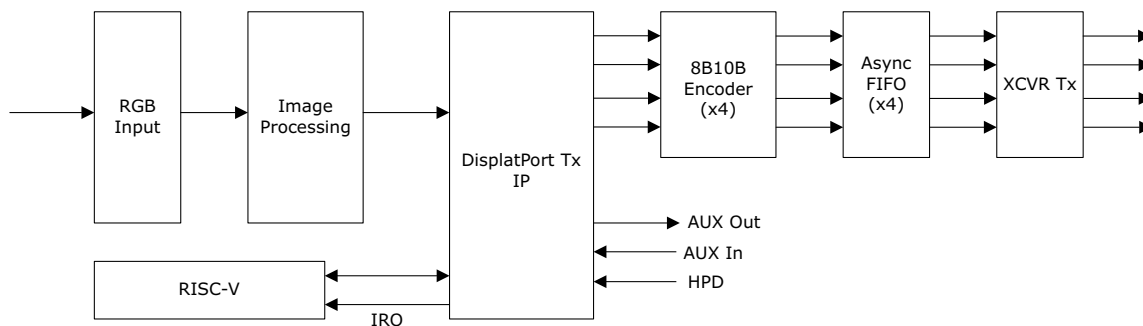 RGB
Input
Image
Processing
DisplatPort Tx
IP
8B10B
Encoder
(x4)
Async
FIFO
(x4)
XCVR Tx
AUX Out
AUX In
HPD
RISC-V
IRO